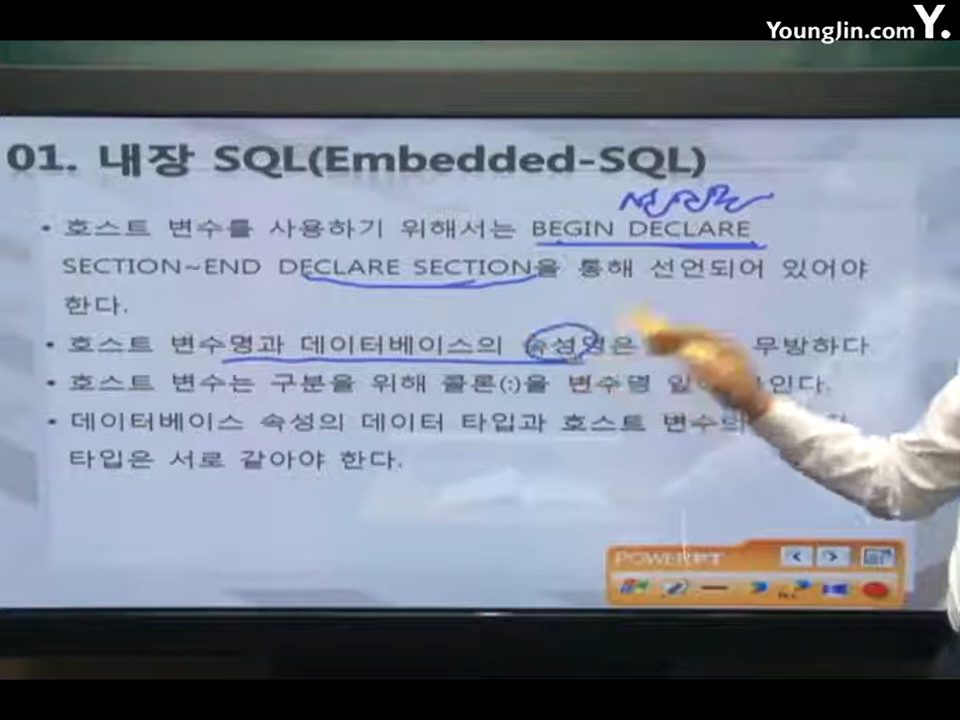 YoungJin.com Y.
01. 내장 SQL(Embedded-SQL)
• 호스트 변수를 사용하기 위해서는 BEGIN DECLARE
SECTION~END DECLARE SECTION을 통해 선언되어 있어야
한다.
• 호스트 변수명과 데이터베이스의 속성명은 무방하다
• 호스트 변수는 구분을 위해 콜론(:)을 변수명
• 데이터베이스 속성의 데이터 타입과 호스트
타입은 서로 같아야 한다.